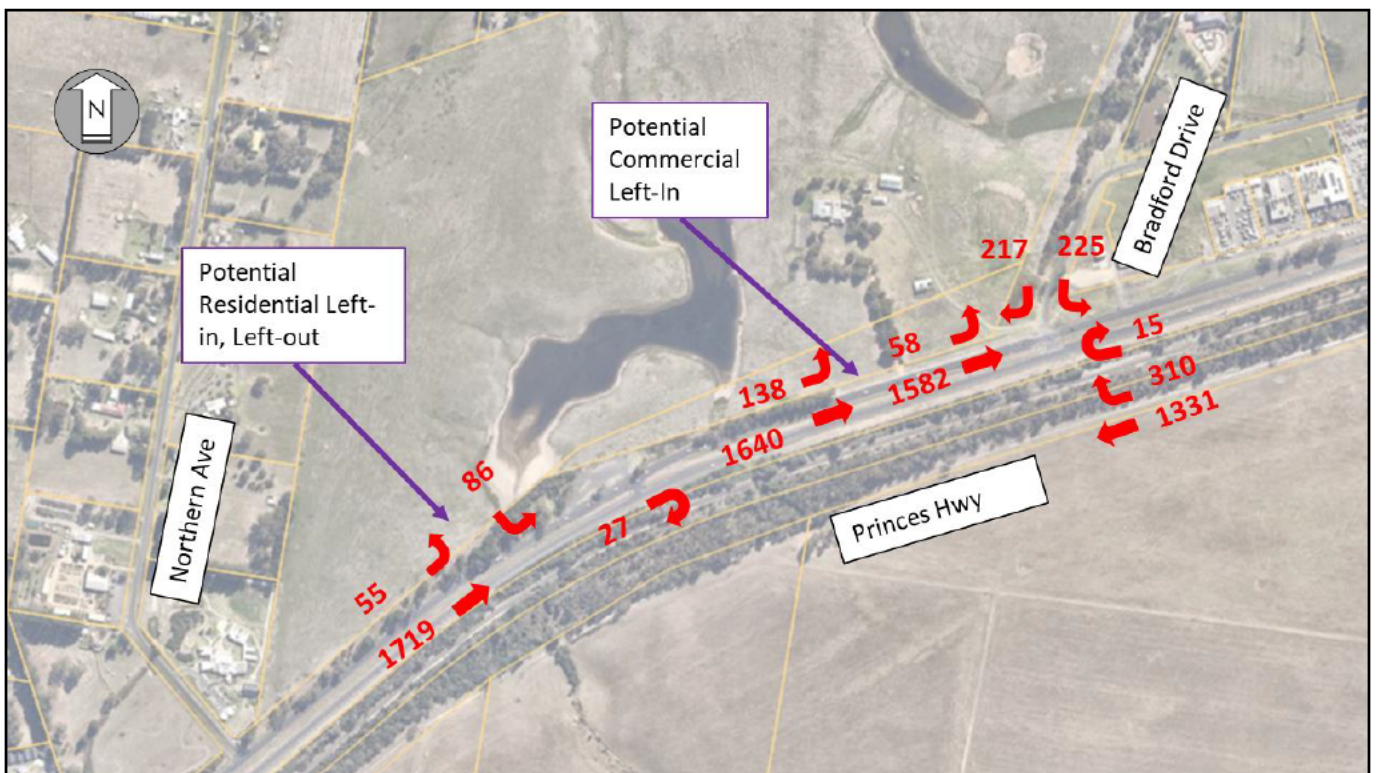 N
Potential
Commercial
Left-In
Bradford Drive
217
225
Potential
Residential Left-
in, Left-out
58
15
138
1582
310
1640
1331
86
Princes Hwy
27
Northern Ave
55
1719